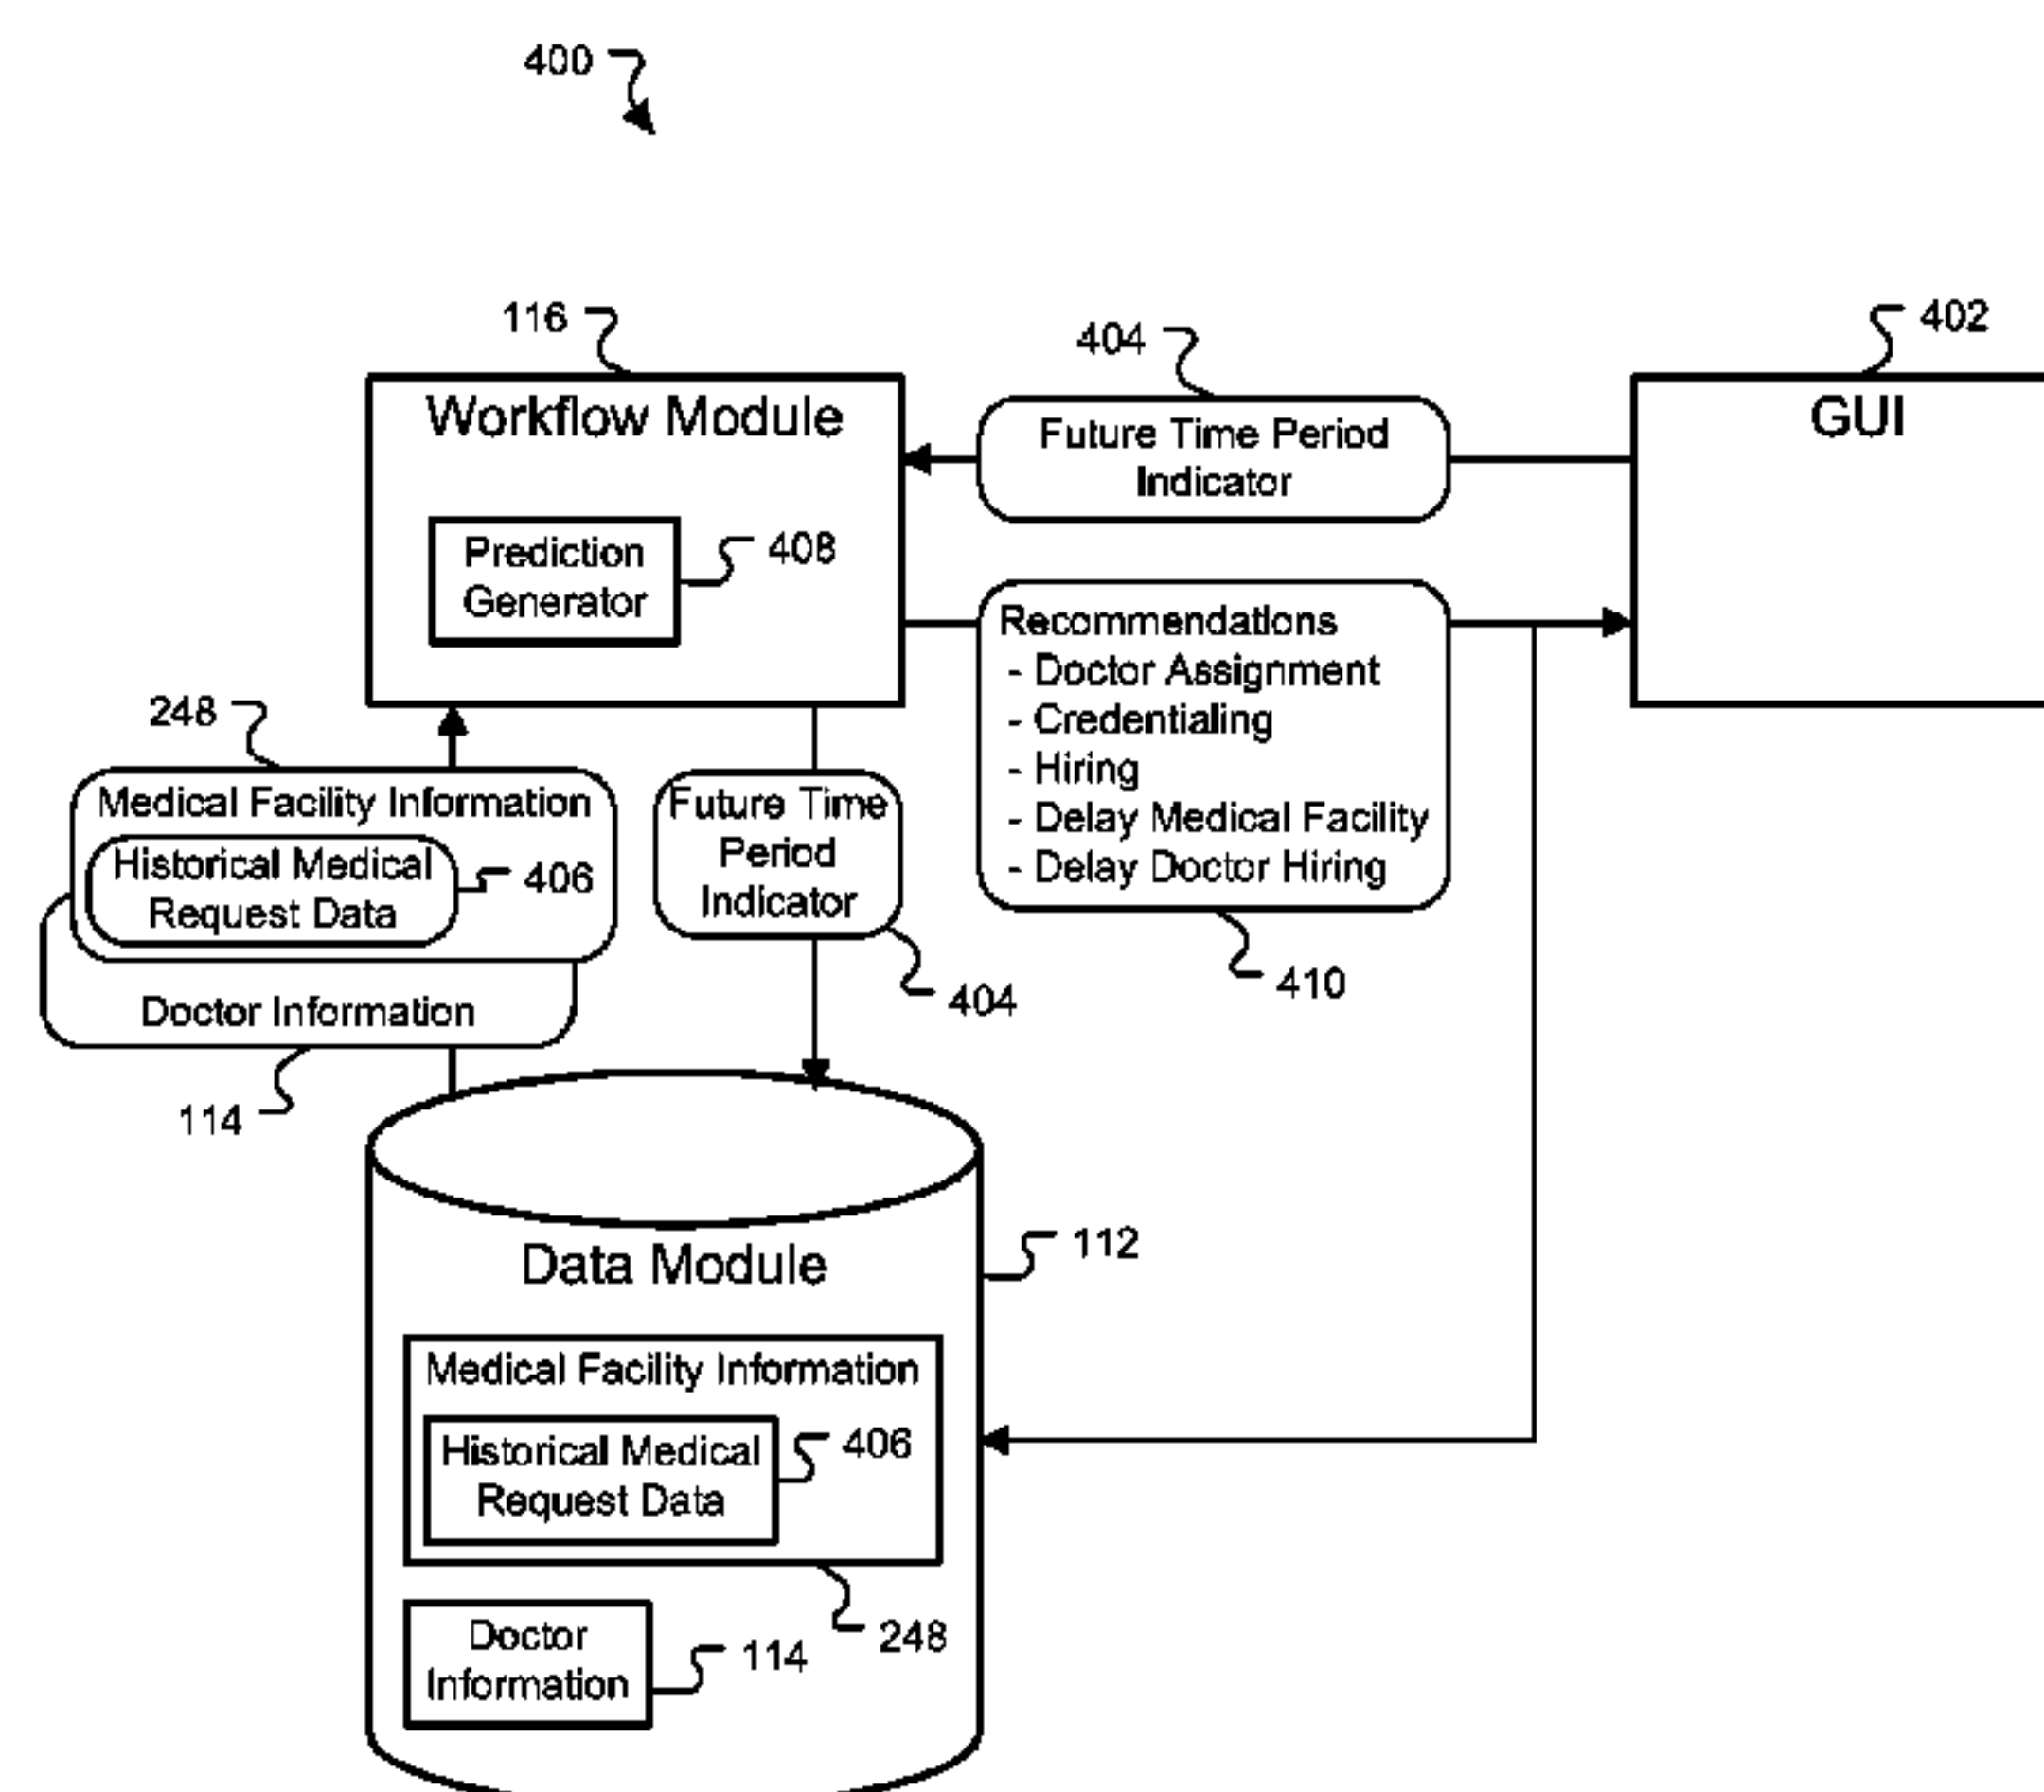 400
116
404
402
Workflow Module
Future Time Period
Indicator
GUI
Prediction
Generator
408
Recommendations
- Doctor Assignment
- Credentialing
- Hiring
- Delay Medical Facility
- Delay Doctor Hiring
410
248
Medical Facility Information
Historical Medical
Request Data
406
Doctor Information
114
Future Time
Period
Indicator
404
Data Module
112
Medical Facility Information
Historical Medical
Request Data
406
248
Doctor
Information
114